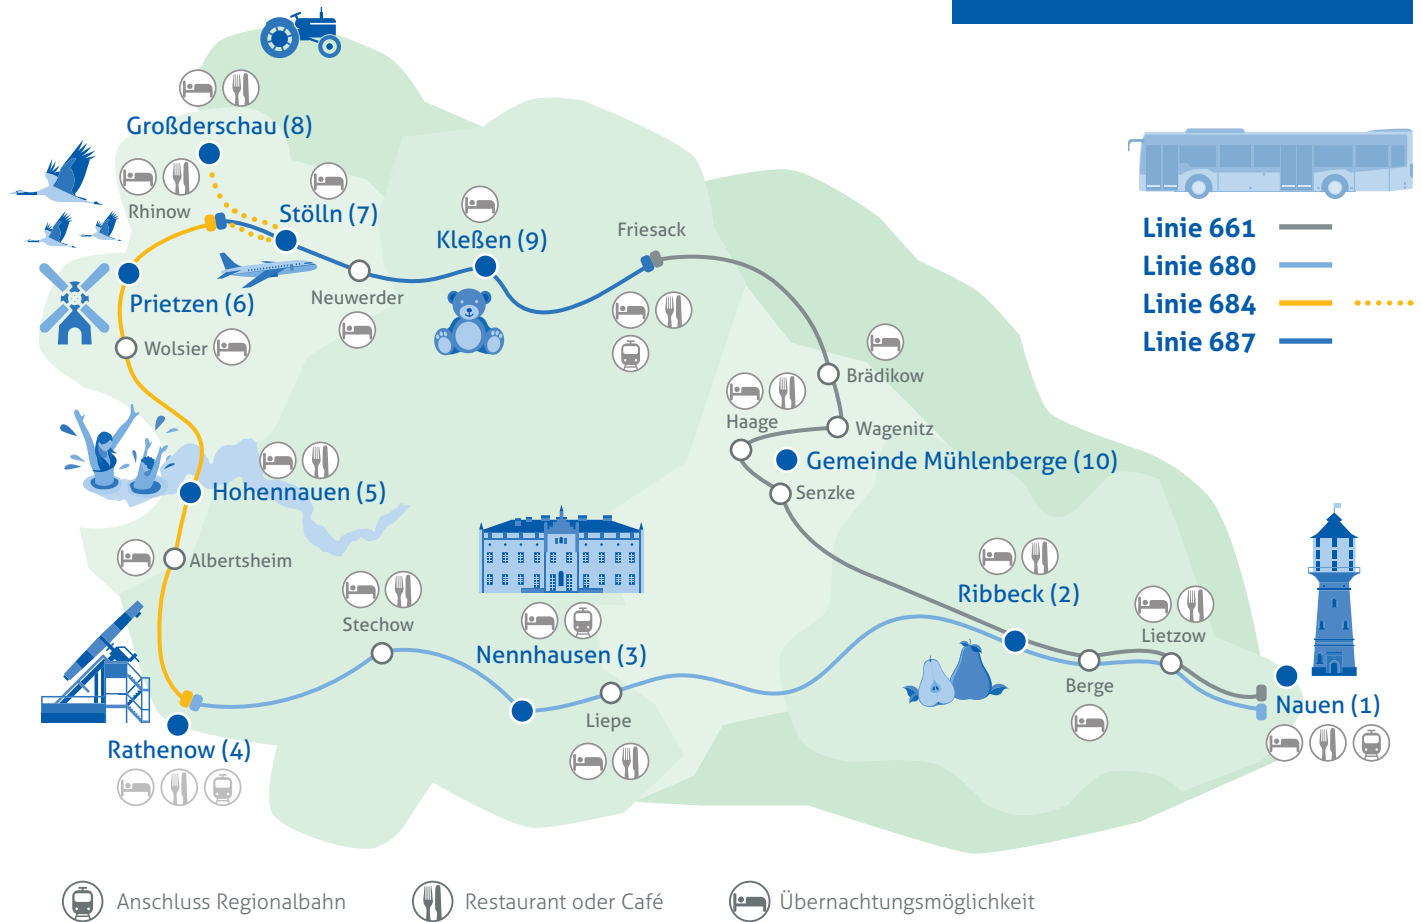 Großderschau (8)
Rhinow
Stölln (7)
Kleßen (9)
Friesack
Linie 661
Linie 680
Linie 684
Linie 687
Prietzen (6)
Neuwerder
Wolsier
Brädikow
Haage
Wagenitz
Gemeinde Mühlenberge (10)
Hohennauen (5)
Senzke
Albertsheim
Ribbeck (2)
Stechow
Lietzow
Nennhausen (3)
Berge
Liepe
Nauen (1)
Rathenow (4)
Anschluss Regionalbahn
Restaurant oder Café
Übernachtungsmöglichkeit